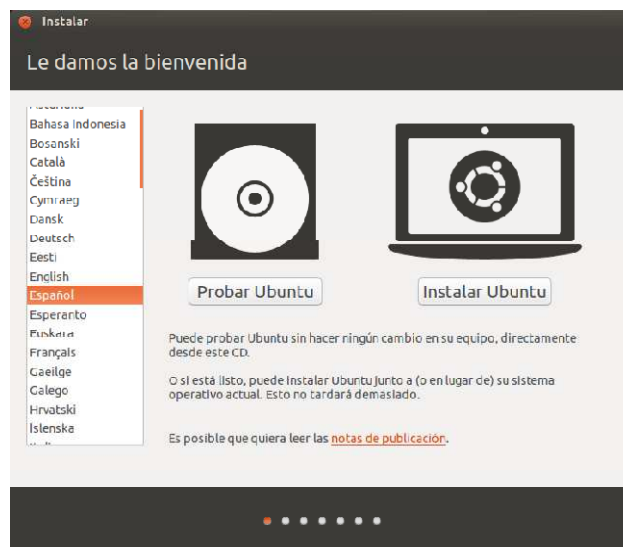 Instalar
Le damos la bienvenida
Bahasa Indonesia
Bosanski
Català
Čeština
Cymraeg
Dansk
Deutsch
Eesti
English
Español
Esperanto
Euskara
Français
Gaeilge
Galego
Hrvatski
Íslenska
Probar Ubuntu
Instalar Ubuntu
Puede probar Ubuntu sin hacer ningún cambio en su equipo, directamente
desde este CD.
O si está listo, puede instalar Ubuntu junto a (o en lugar de) su sistema
operativo actual. Esto no tardará demasiado.
Es posible que quiera leer las notas de publicación.